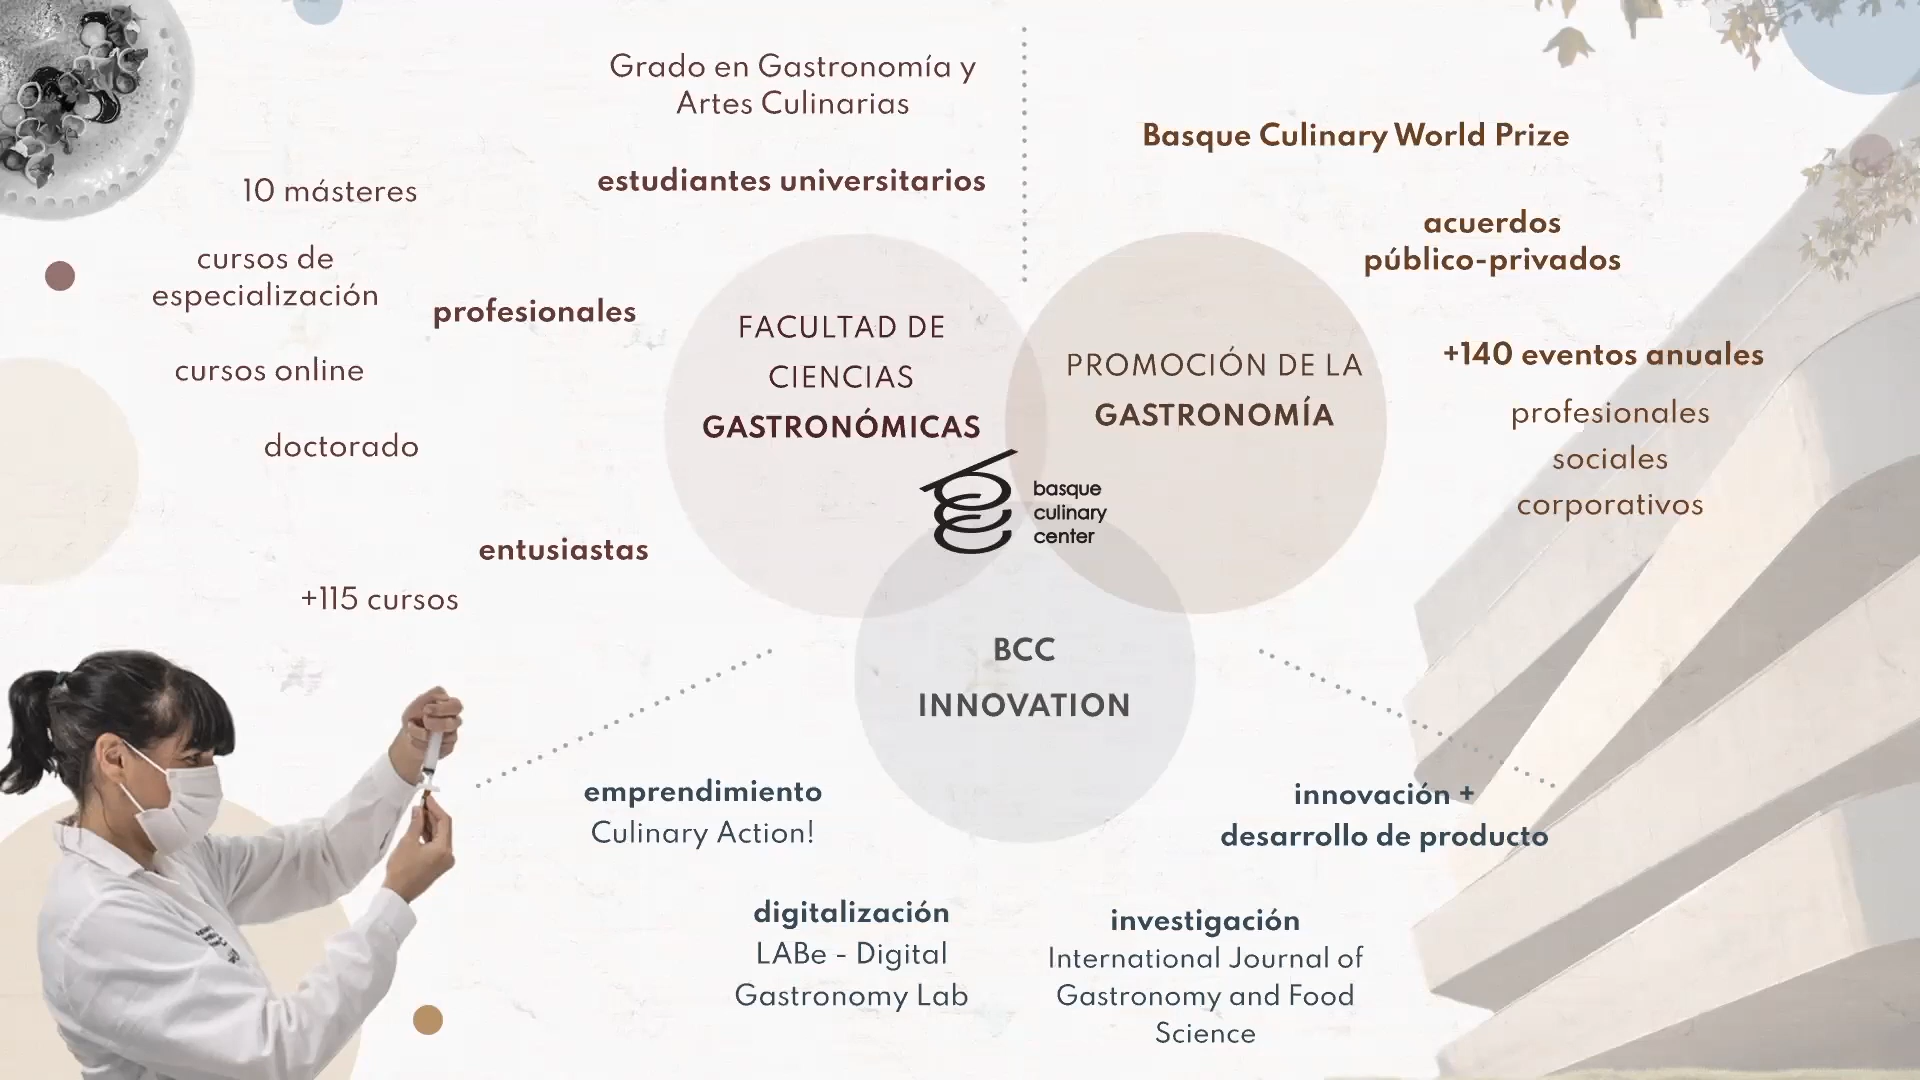 Grado en Gastronomía y
Artes Culinarias
estudiantes universitarios
10 másteres
cursos de
especialización
profesionales
cursos online
doctorado
entusiastas
+115 cursos
FACULTAD DE
CIENCIAS
GASTRONÓMICAS
Basque Culinary World Prize
acuerdos
público-privados
+140 eventos anuales
profesionales
sociales
corporativos
PROMOCIÓN DE LA
GASTRONOMÍA
basque
culinary
center
BCC
INNOVATION
emprendimiento
Culinary Action!
digitalización
LABe - Digital
Gastronomy Lab
investigación
International Journal of
Gastronomy and Food
Science
innovación +
desarrollo de producto